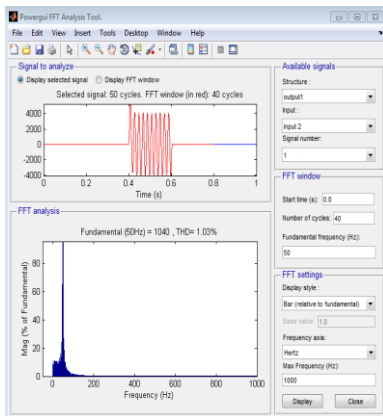 Powergui FFT Analysis Tool.
File Edit View Insert Tools Desktop Window Help
Signal to analyze
Display selected signal Display FFT window
Selected signal: 50 cycles. FFT window (in red): 40 cycles
4000
2000
0
-2000
-4000
0 0.2 0.4 0.6 0.8 1
Time (s)
FFT analysis
Fundamental (50Hz) = 1040 , THD= 1.03%
Mag (% of Fundamental)
80
60
40
20
0
0 200 400 600 800 1000
Frequency (Hz)
Available signals
Structure :
output1
Input :
input 2
Signal number:
1
FFT window
Start time (s): 0.0
Number of cycles: 40
Fundamental frequency (Hz):
50
FFT settings
Display style :
Bar (relative to fundamental)
Base value: 1.0
Frequency axis:
Hertz
Max Frequency (Hz):
1000
Display Close